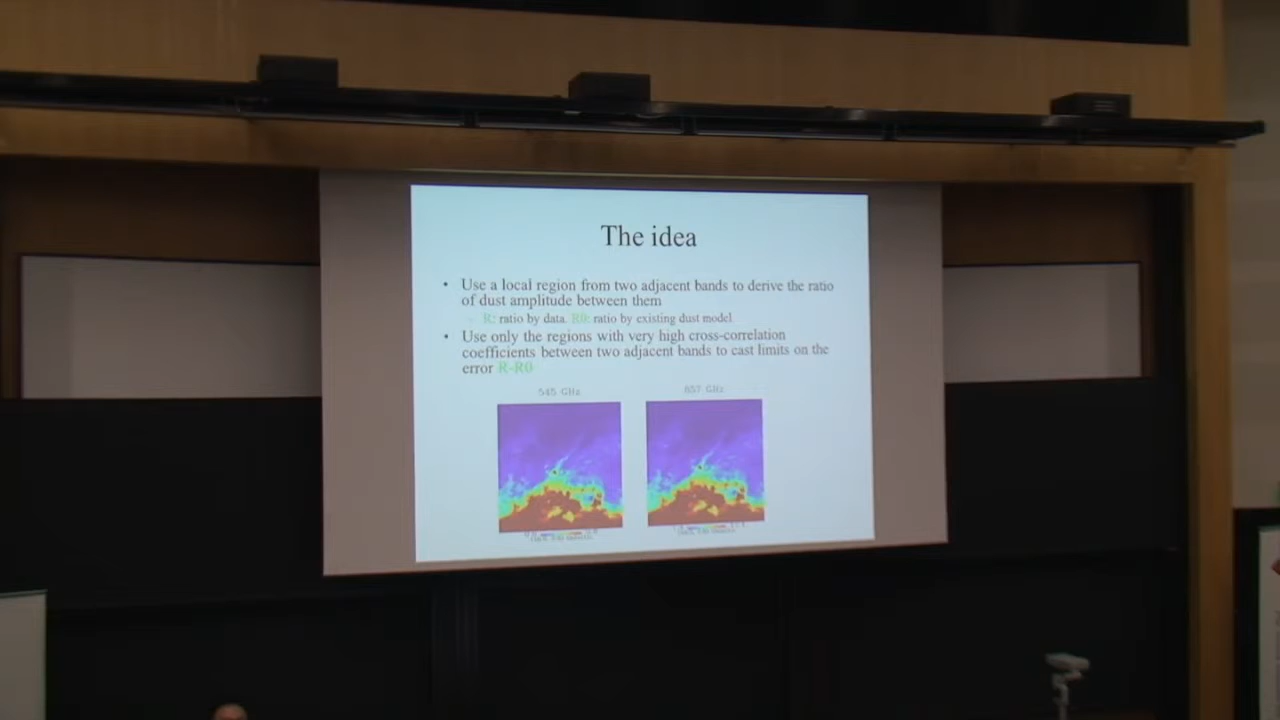 The idea
• Use a local region from two adjacent bands to derive the ratio
of dust amplitude between them
– R: ratio by data. R0: ratio by existing dust model
• Use only the regions with very high cross-correlation
coefficients between two adjacent bands to cast limits on the
error R-R0
545 GHz
857 GHz